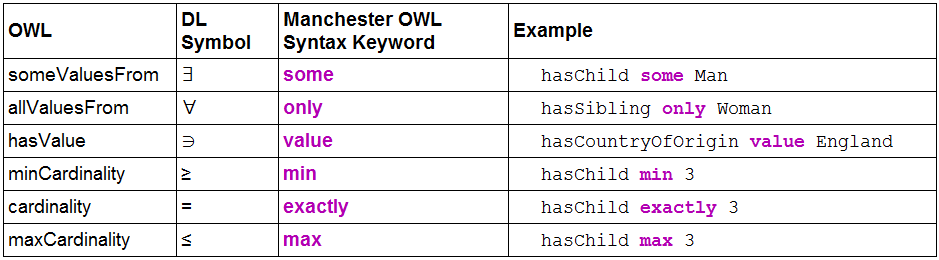 OWL DL Symbol Manchester OWL Syntax Keyword Example
someValuesFrom ∃ some hasChild some Man
allValuesFrom ∀ only hasSibling only Woman
hasValue ∋ value hasCountryOfOrigin value England
minCardinality ≥ min hasChild min 3
cardinality = exactly hasChild exactly 3
maxCardinality ≤ max hasChild max 3